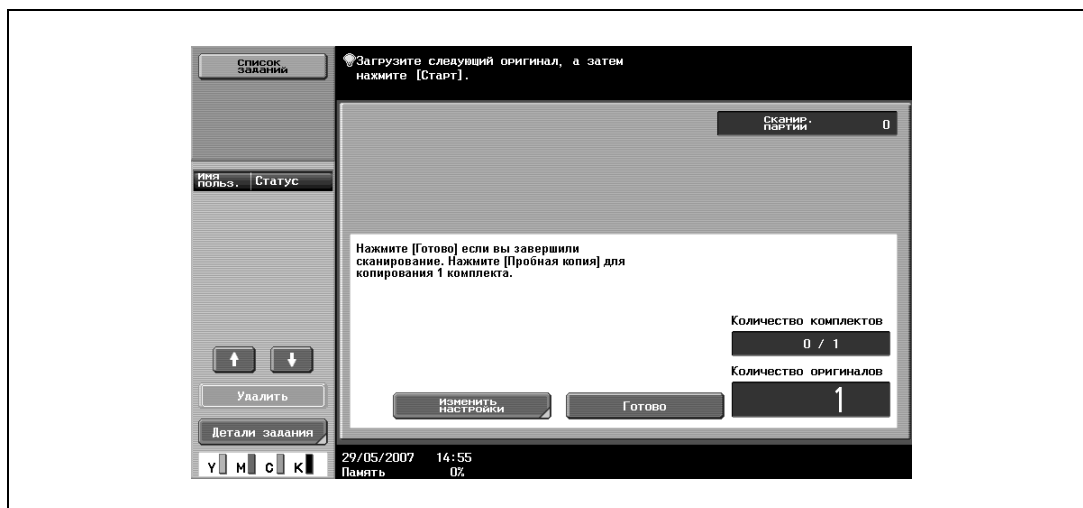 Список
заданий
Загрузите следующий оригинал, а затем
нажмите [Старт].
Сканир.
партии 0
Имя
польз. Статус
Нажмите [Готово] если вы завершили
сканирование. Нажмите [Пробная копия] для
копирования 1 комплекта.
Количество комплектов
0 / 1
Количество оригиналов
1
Удалить
Изменить
настройки
Готово
Детали задания
Y M C K
29/05/2007 14:55
Память 0%